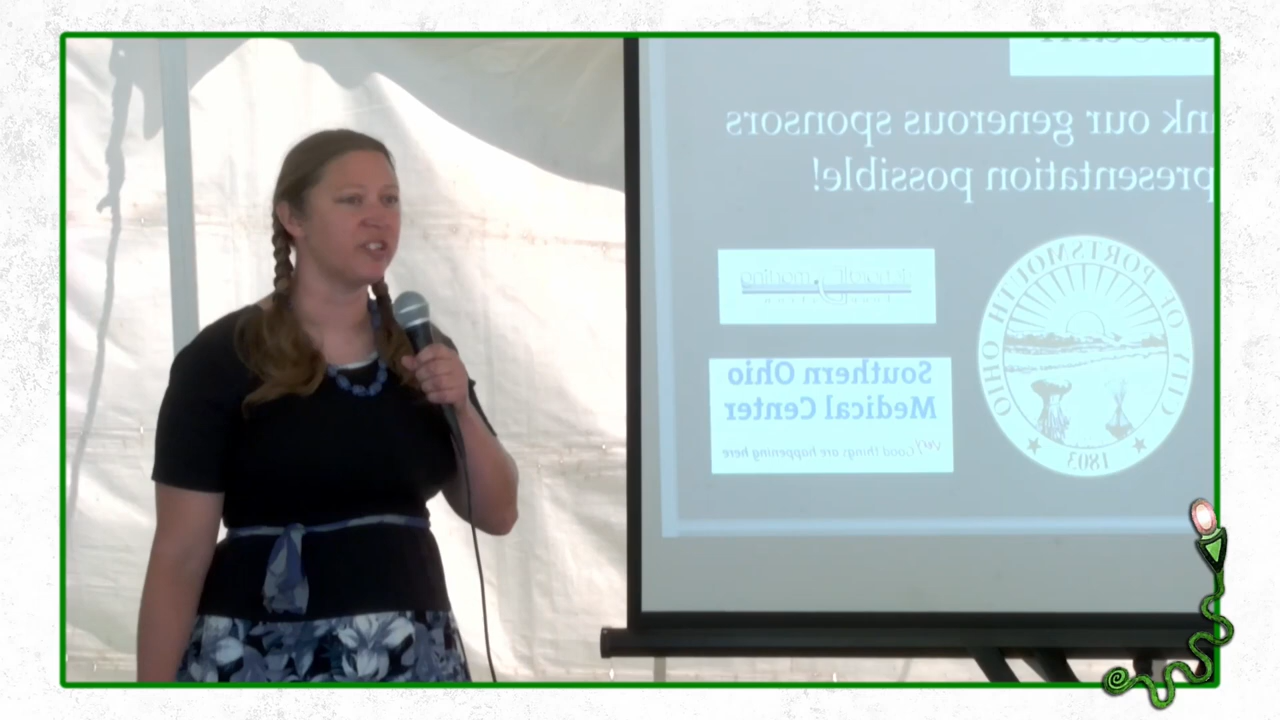 nk our generous sponsors
presentation possible!
CITY OF PORTSMOUTH OHIO
1803
Southern Ohio
Medical Center
Very Good things are happening here